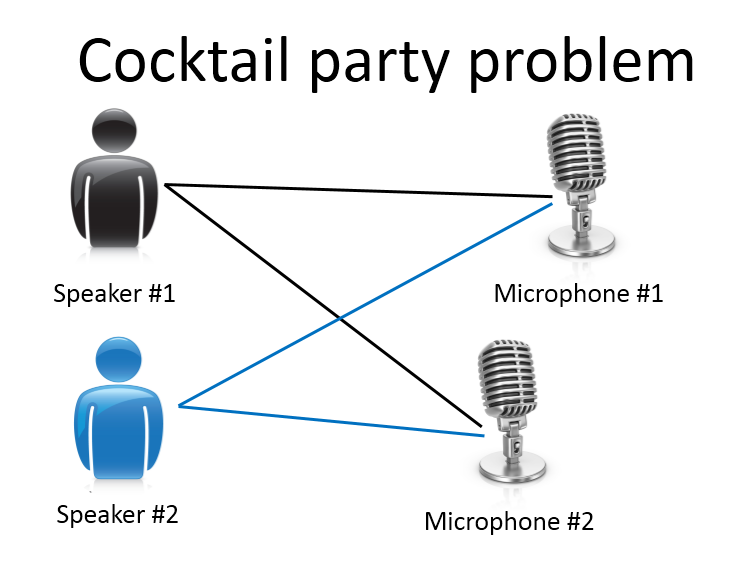 Cocktail party problem
Speaker #1
Microphone #1
Speaker #2
Microphone #2